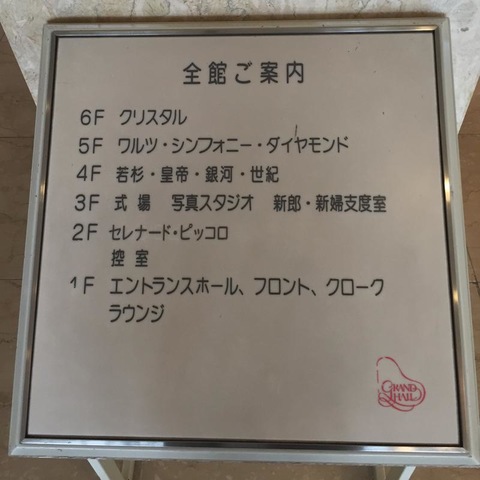 全館ご案内
6F クリスタル
5F ワルツ・シンフォニー・ダイヤモンド
4F 若杉・皇帝・銀河・世紀
3F 式場 写真スタジオ 新郎・新婦支度室
2F セレナード・ピッコロ
控室
1F エントランスホール、フロント、クローク
ラウンジ
GRAND
HALL